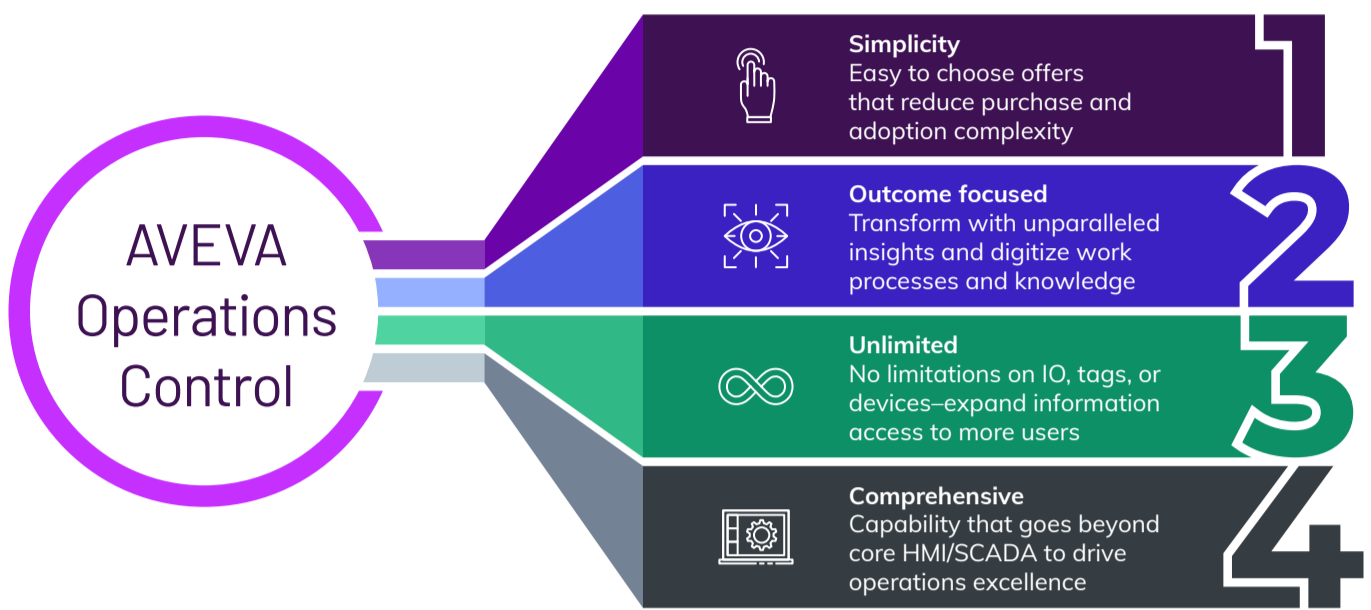 AVEVA
Operations
Control
Simplicity
Easy to choose offers
that reduce purchase and
adoption complexity
1
Outcome focused
Transform with unparalleled
insights and digitize work
processes and knowledge
2
Unlimited
No limitations on IO, tags, or
devices–expand information
access to more users
3
Comprehensive
Capability that goes beyond
core HMI/SCADA to drive
operations excellence
4